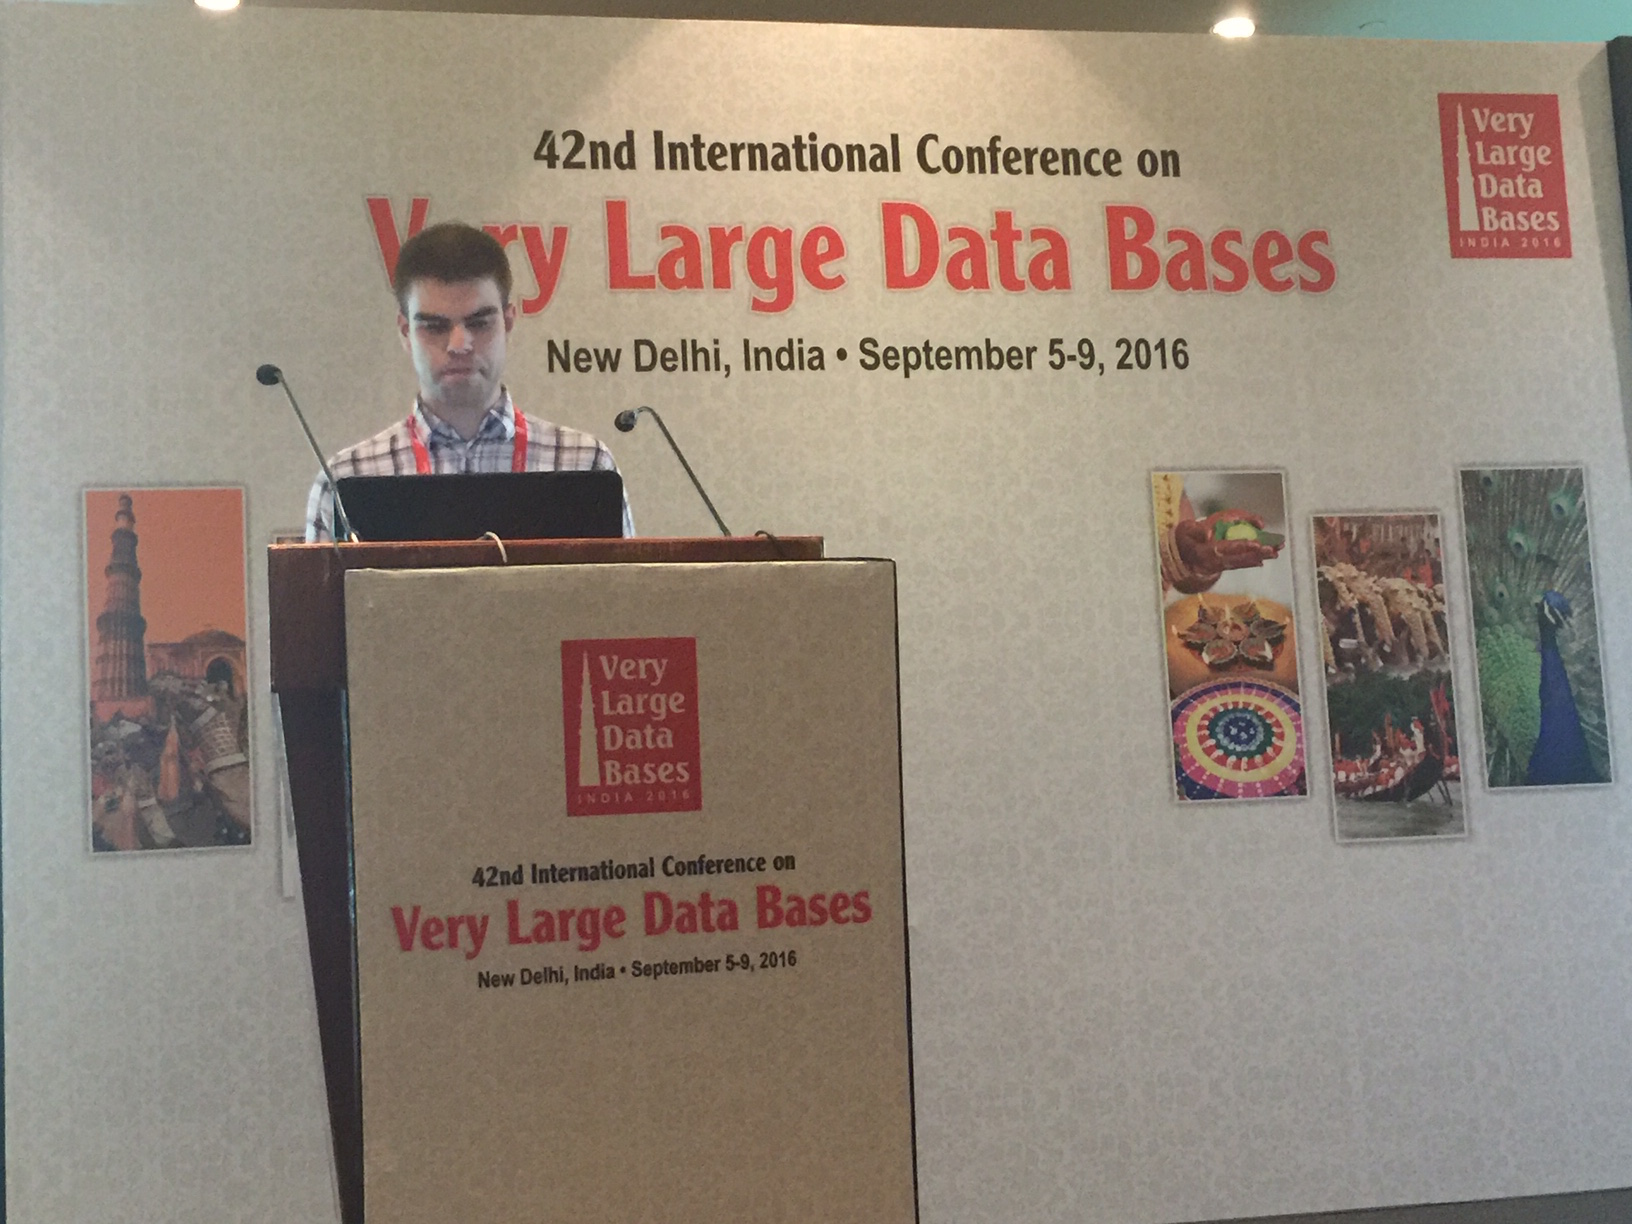 42nd International Conference on
Very Large Data Bases
New Delhi, India • September 5-9, 2016
Very
Large
Data
Bases
INDIA 2016
Very
Large
Data
Bases
INDIA 2016
42nd International Conference on
Very Large Data Bases
New Delhi, India • September 5-9, 2016